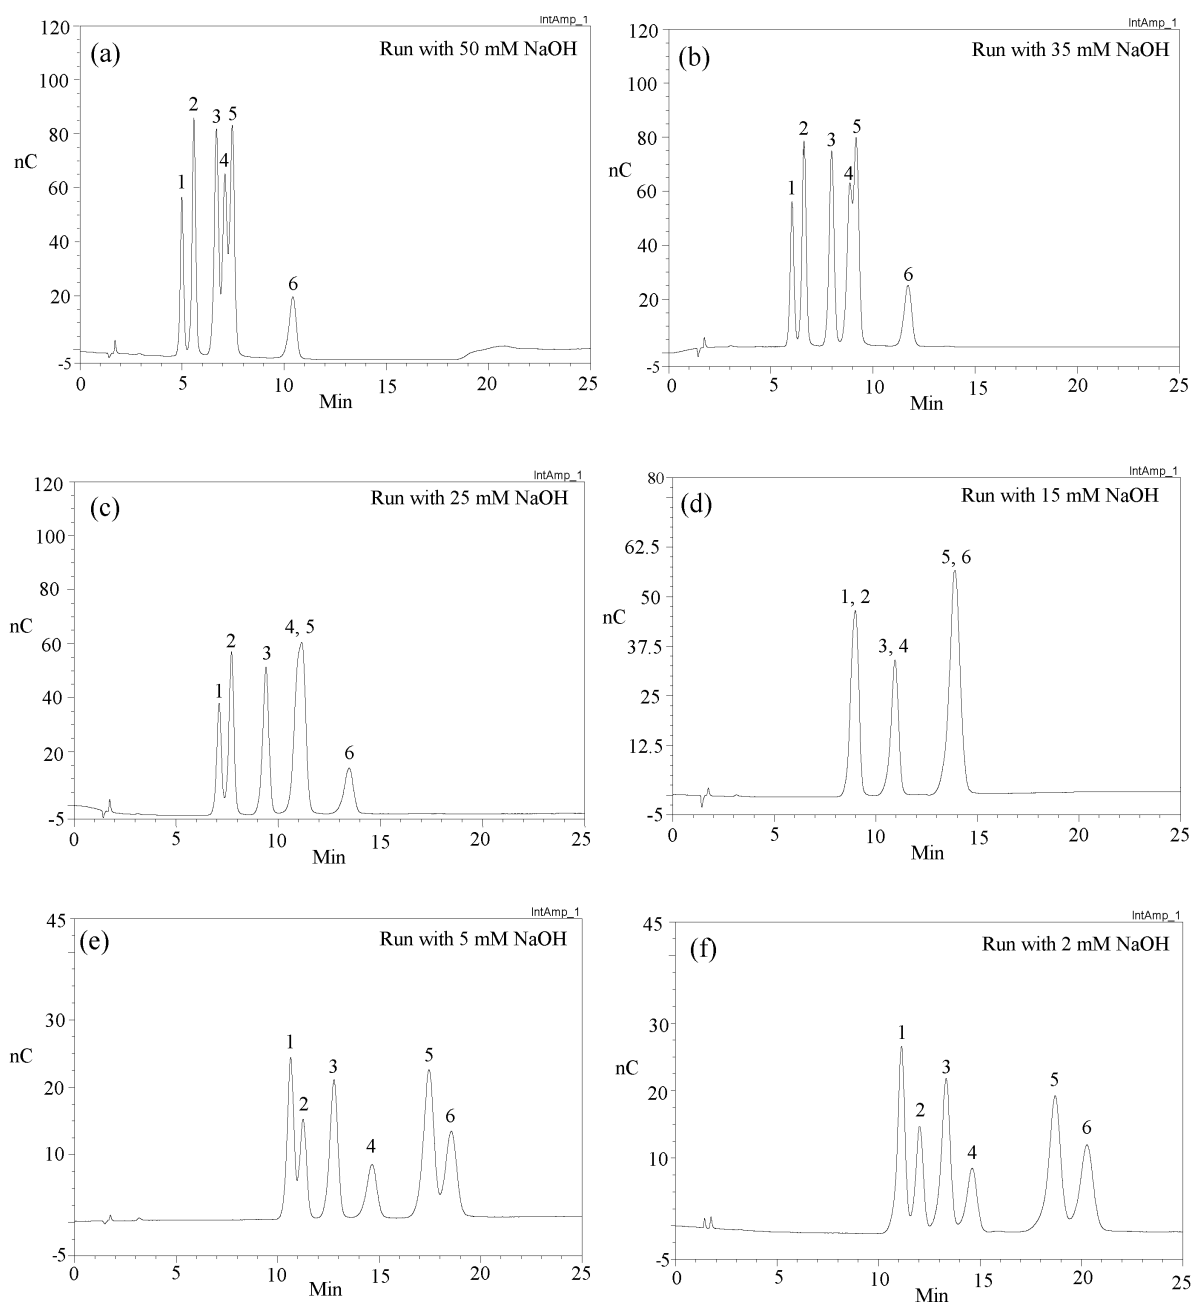 IntAmp_1
(a)
Run with 50 mM NaOH
120
100
80
60
40
20
-5
nC
1
2
3
4
5
6
0 5 10 15 20 25
Min
IntAmp_1
(b)
Run with 35 mM NaOH
120
100
80
60
40
20
-5
nC
1
2
3
4
5
6
0 5 10 15 20 25
Min
IntAmp_1
(c)
Run with 25 mM NaOH
120
100
80
60
40
20
-5
nC
1
2
3
4, 5
6
0 5 10 15 20 25
Min
IntAmp_1
(d)
Run with 15 mM NaOH
80
62.5
50
37.5
25
12.5
-5
nC
1, 2
3, 4
5, 6
0 5 10 15 20 25
Min
IntAmp_1
(e)
Run with 5 mM NaOH
45
30
20
10
-5
nC
1
2
3
4
5
6
0 5 10 15 20 25
Min
IntAmp_1
(f)
Run with 2 mM NaOH
45
30
20
10
-5
nC
1
2
3
4
5
6
0 5 10 15 20 25
Min